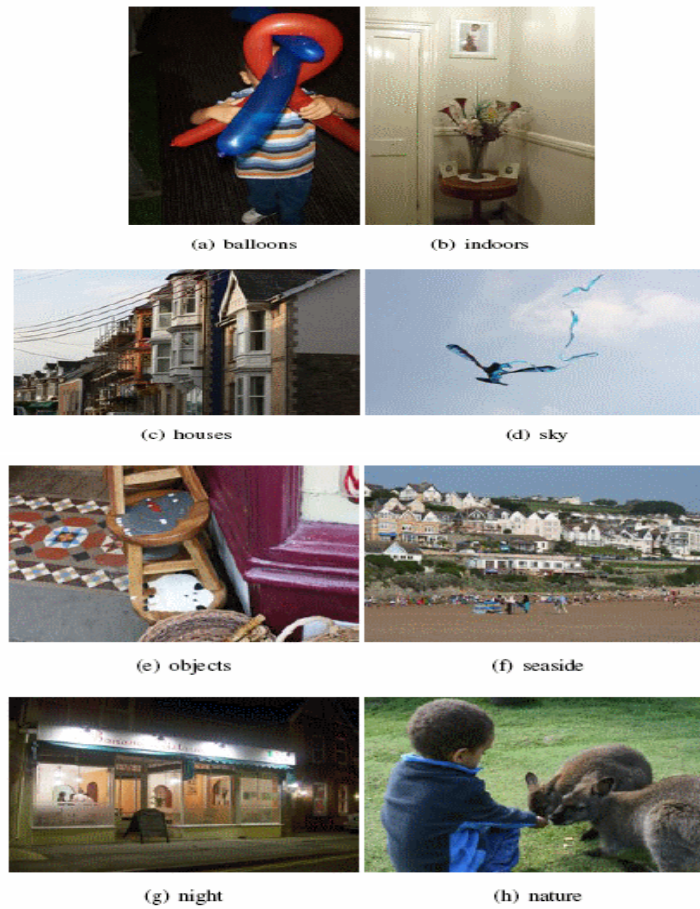 (a) balloons
(b) indoors
(c) houses
(d) sky
(e) objects
(f) seaside
(g) night
(h) nature